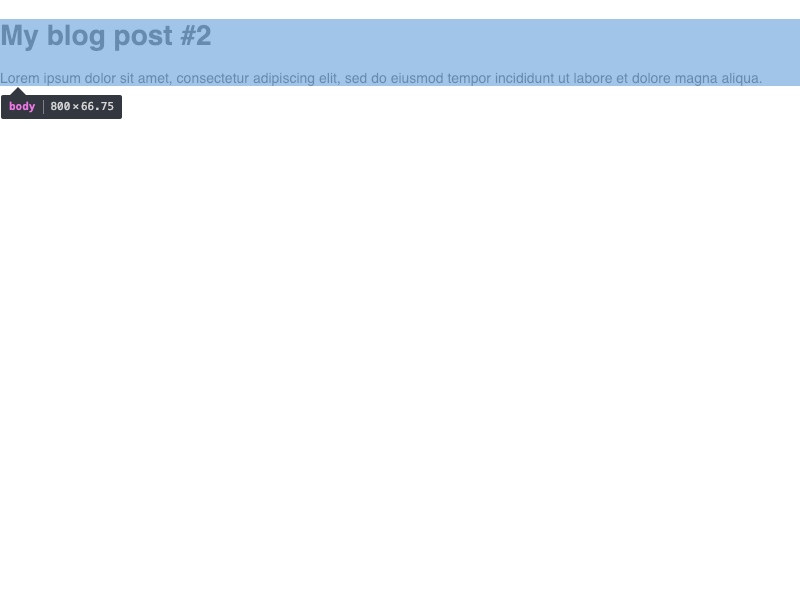 My blog post #2
Lorem ipsum dolor sit amet, consectetur adipiscing elit, sed do eiusmod tempor incididunt ut labore et dolore magna aliqua.
body 800×66.75